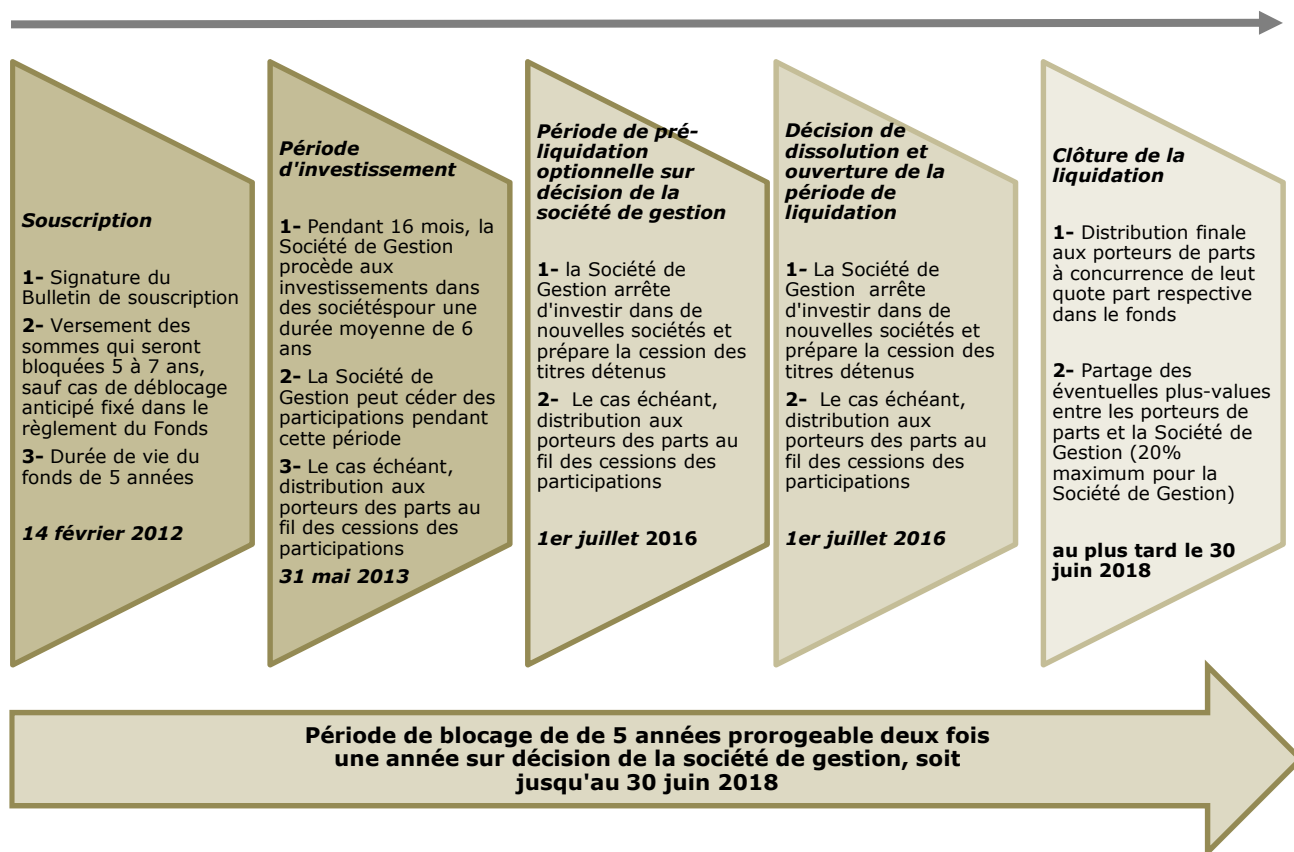 Souscription
1- Signature du
Bulletin de souscription
2- Versement des
sommes qui seront
bloquées 5 à 7 ans,
sauf cas de déblocage
anticipé fixé dans le
règlement du Fonds
3- Durée de vie du
fonds de 5 années
14 février 2012
Période
d'investissement
1- Pendant 16 mois, la
Société de Gestion
procède aux
investissements dans
des sociétéspour une
durée moyenne de 6
ans
2- La Société de
Gestion peut céder des
participations pendant
cette période
3- Le cas échéant,
distribution aux
porteurs des parts au
fil des cessions des
participations
31 mai 2013
Période de pré-
liquidation
optionnelle sur
décision de la
société de gestion
1- la Société de
Gestion arrête
d'investir dans de
nouvelles sociétés et
prépare la cession des
titres détenus
2- Le cas échéant,
distribution aux
porteurs des parts au
fil des cessions des
participations
1er juillet 2016
Décision de
dissolution et
ouverture de la
période de
liquidation
1- La Société de
Gestion arrête
d'investir dans de
nouvelles sociétés et
prépare la cession des
titres détenus
2- Le cas échéant,
distribution aux
porteurs des parts au
fil des cessions des
participations
1er juillet 2016
Clôture de la
liquidation
1- Distribution finale
aux porteurs de parts
à concurrence de leut
quote part respective
dans le fonds
2- Partage des
éventuelles plus-values
entre les porteurs de
parts et la Société de
Gestion (20%
maximum pour la
Société de Gestion)
au plus tard le 30
juin 2018
Période de blocage de de 5 années prorogeable deux fois
une année sur décision de la société de gestion, soit
jusqu'au 30 juin 2018